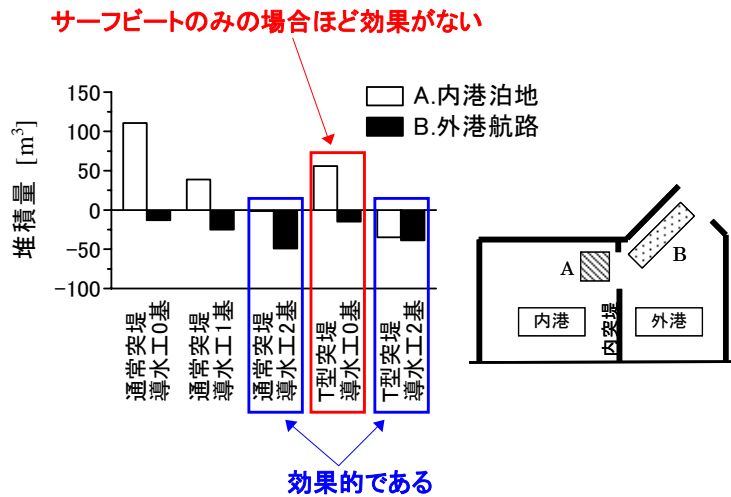 サーフビートのみの場合ほど効果がない
A.内港泊地
B.外港航路
堆積量 [m³]
150
100
50
0
-50
-100
通常突堤
導水工0基
通常突堤
導水工1基
通常突堤
導水工2基
T型突堤
導水工0基
T型突堤
導水工2基
効果的である
A
B
内港
内突堤
外港